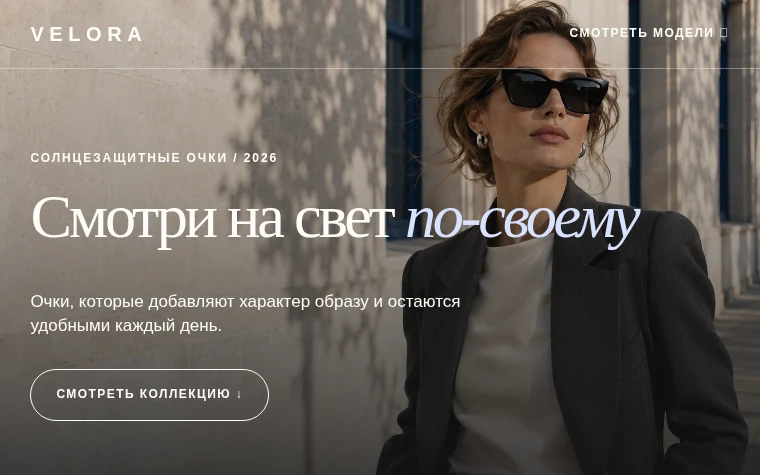 VELORA
СМОТРЕТЬ МОДЕЛИ
СОЛНЦЕЗАЩИТНЫЕ ОЧКИ / 2026
Смотри на свет по-своему
Очки, которые добавляют характер образу и остаются
удобными каждый день.
СМОТРЕТЬ КОЛЛЕКЦИЮ ↓